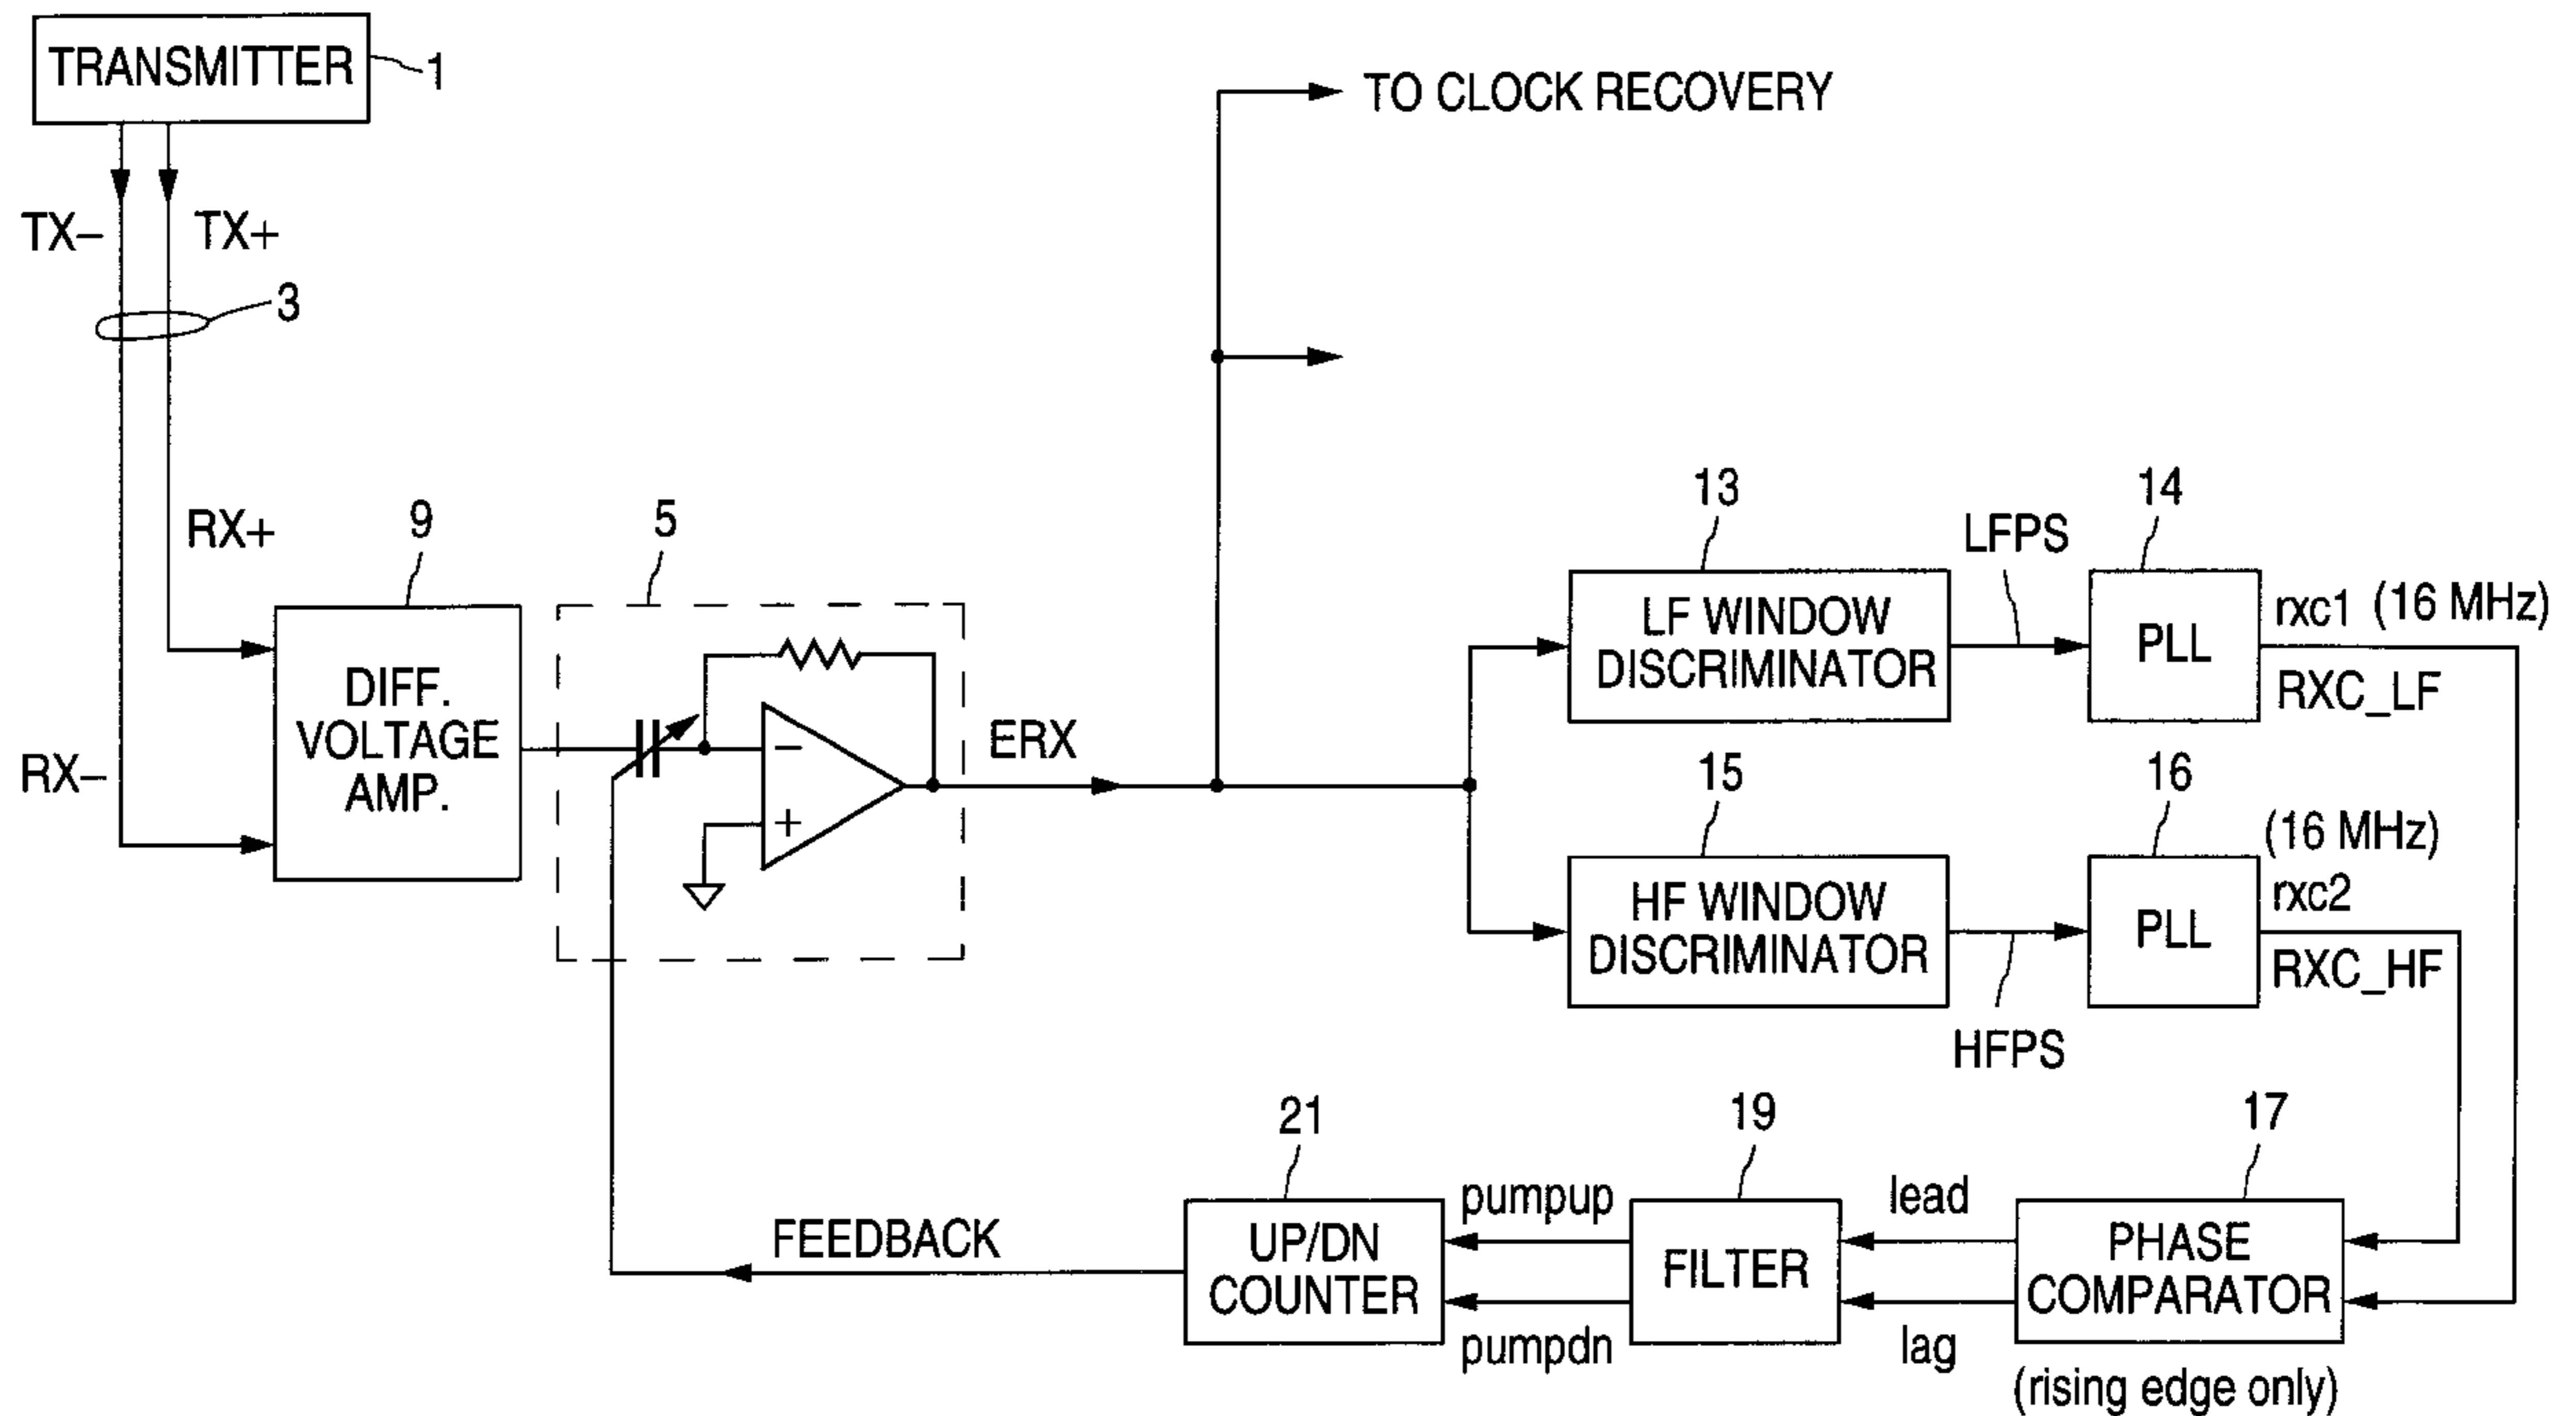 TRANSMITTER
1
TO CLOCK RECOVERY
TX–
TX+
3
RX+
RX–
9
DIFF.
VOLTAGE
AMP.
5
−
+
ERX
13
LF WINDOW
DISCRIMINATOR
LFPS
14
PLL
rxc1 (16 MHz)
RXC_LF
15
HF WINDOW
DISCRIMINATOR
HFPS
16
PLL
(16 MHz)
rxc2
RXC_HF
17
PHASE
COMPARATOR
(rising edge only)
lead
lag
19
FILTER
pumpup
pumpdn
21
UP/DN
COUNTER
FEEDBACK